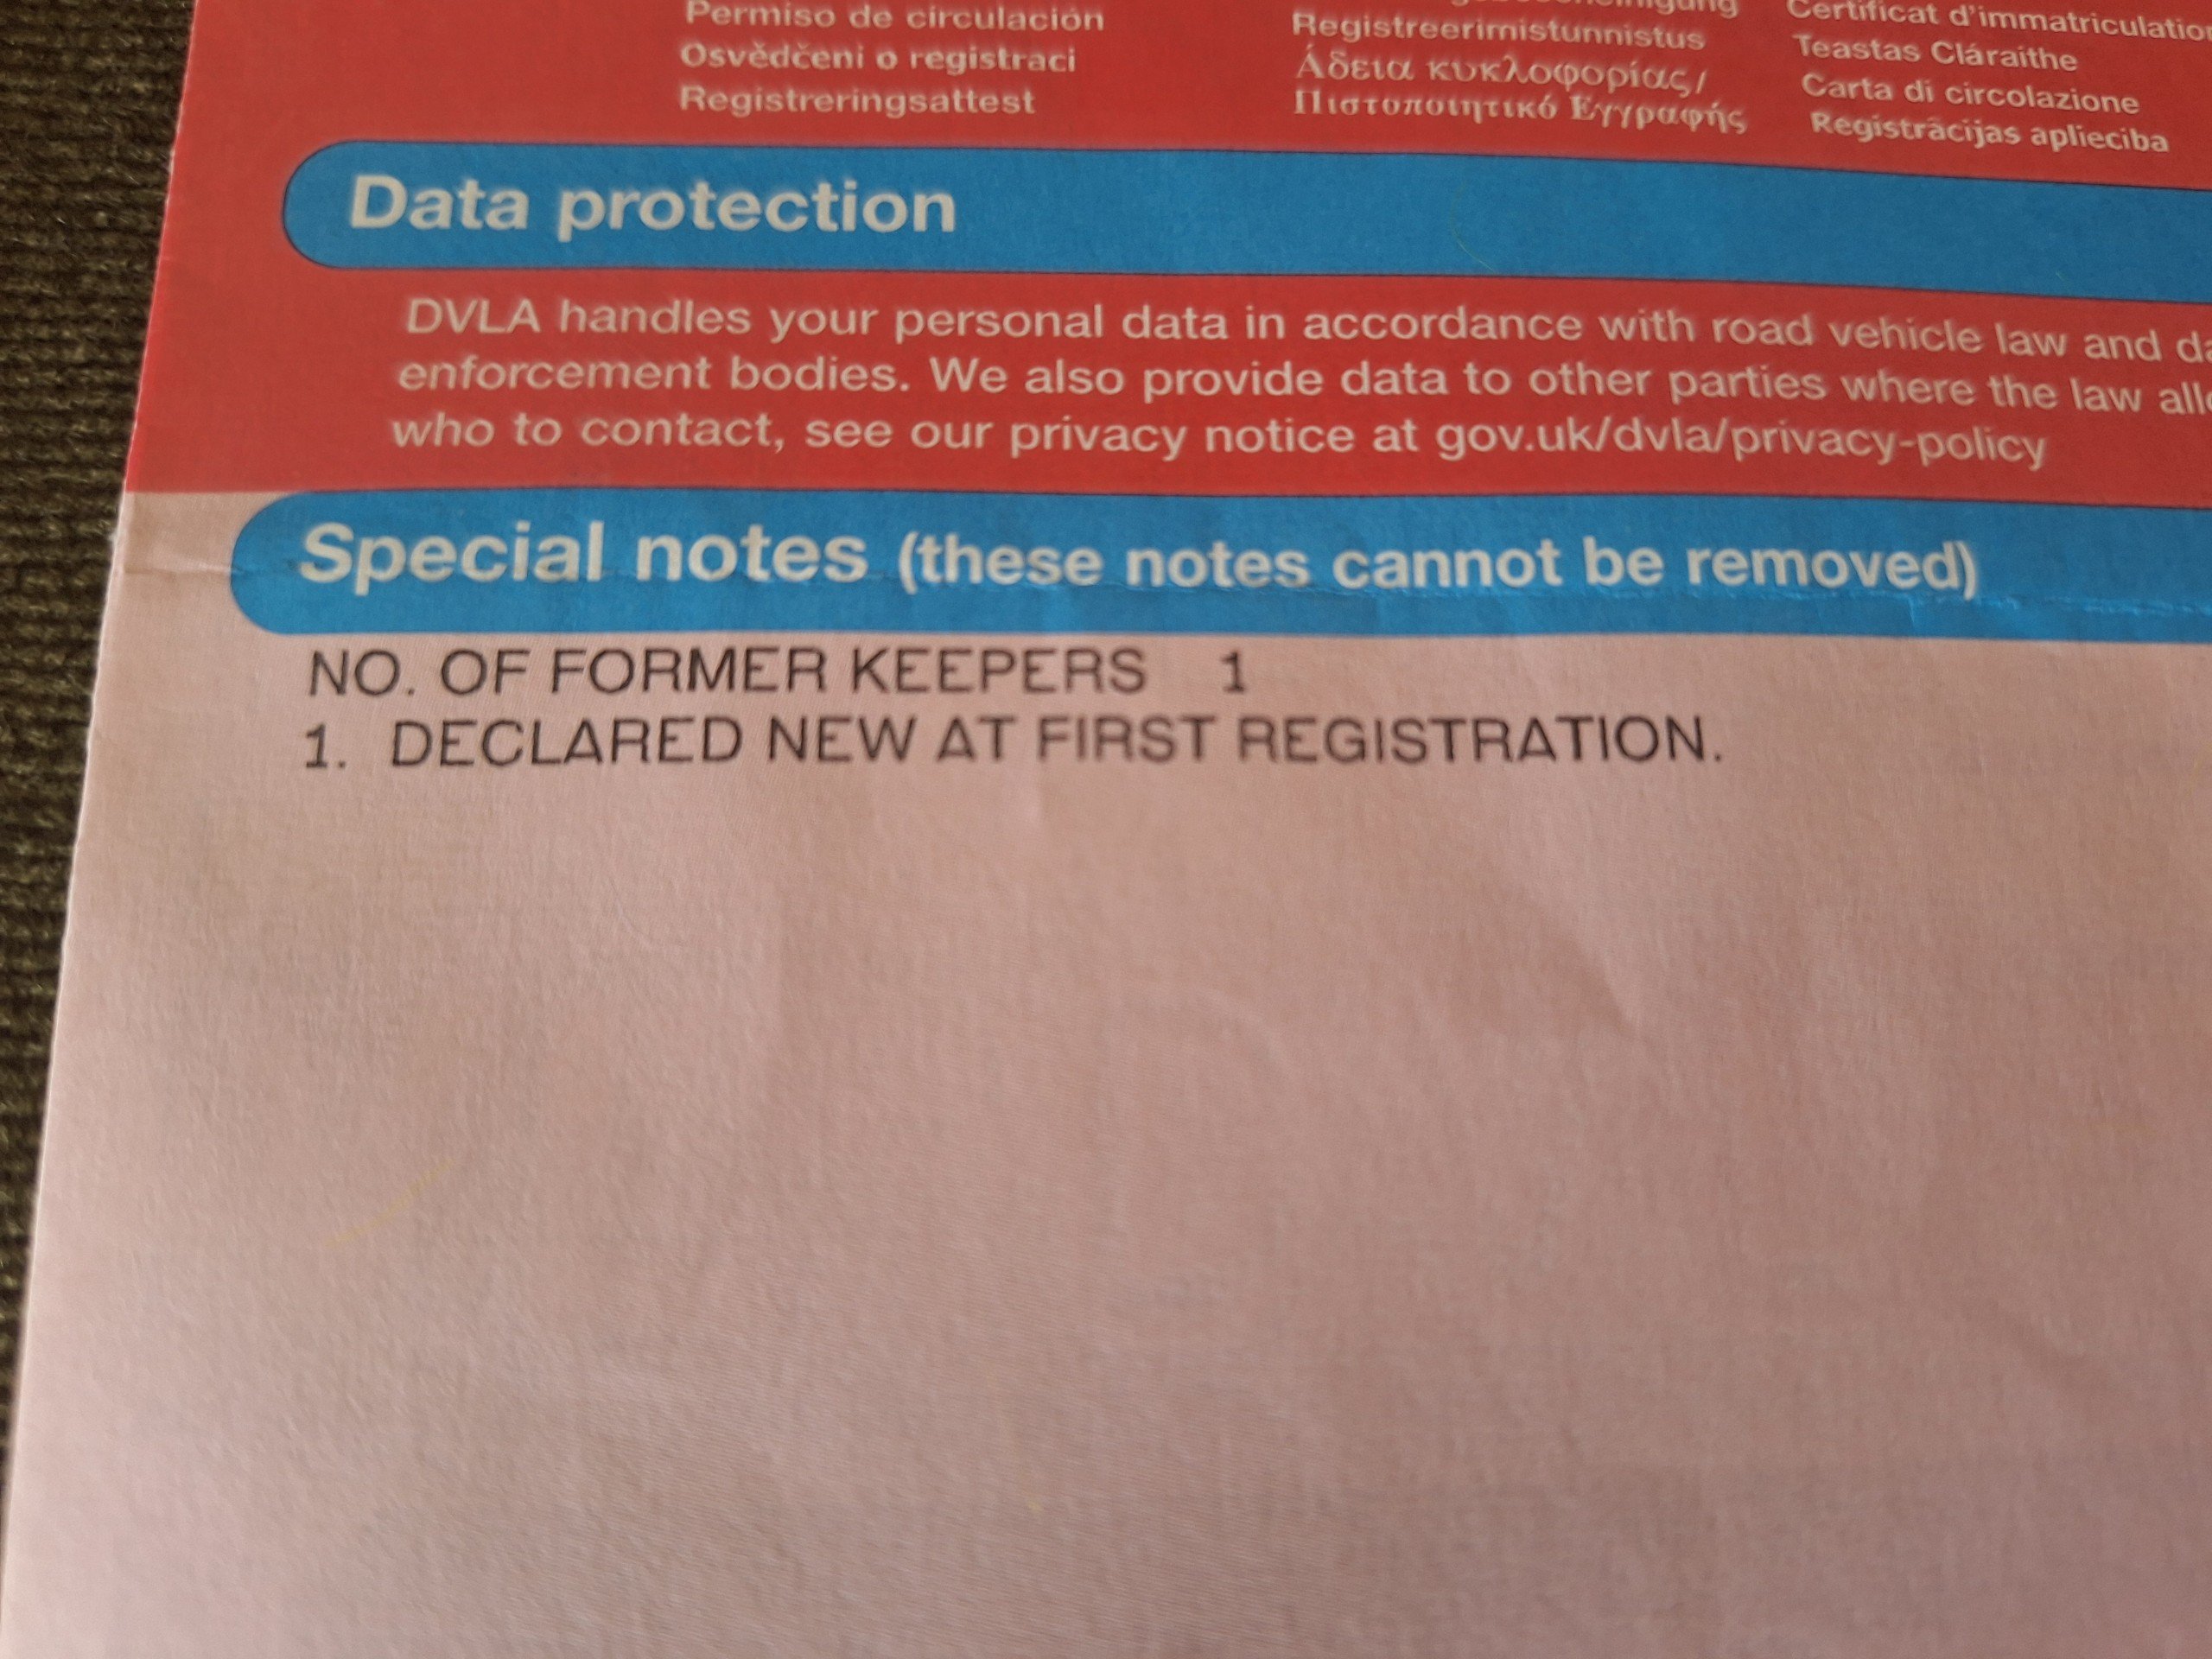 Permiso de circulación
Osvědčeni o registraci
Registreringsattest
Registreerimistunnistus
Άδεια κυκλοφορίας/
Πιστοποιητικό Εγγραφής
Certificat d'immatriculation
Teastas Cláraithe
Carta di circolazione
Registrācijas apliecība
Data protection
DVLA handles your personal data in accordance with road vehicle law and
enforcement bodies. We also provide data to other parties where the law
who to contact, see our privacy notice at gov.uk/dvla/privacy-policy
Special notes (these notes cannot be removed)
NO. OF FORMER KEEPERS 1
1. DECLARED NEW AT FIRST REGISTRATION.